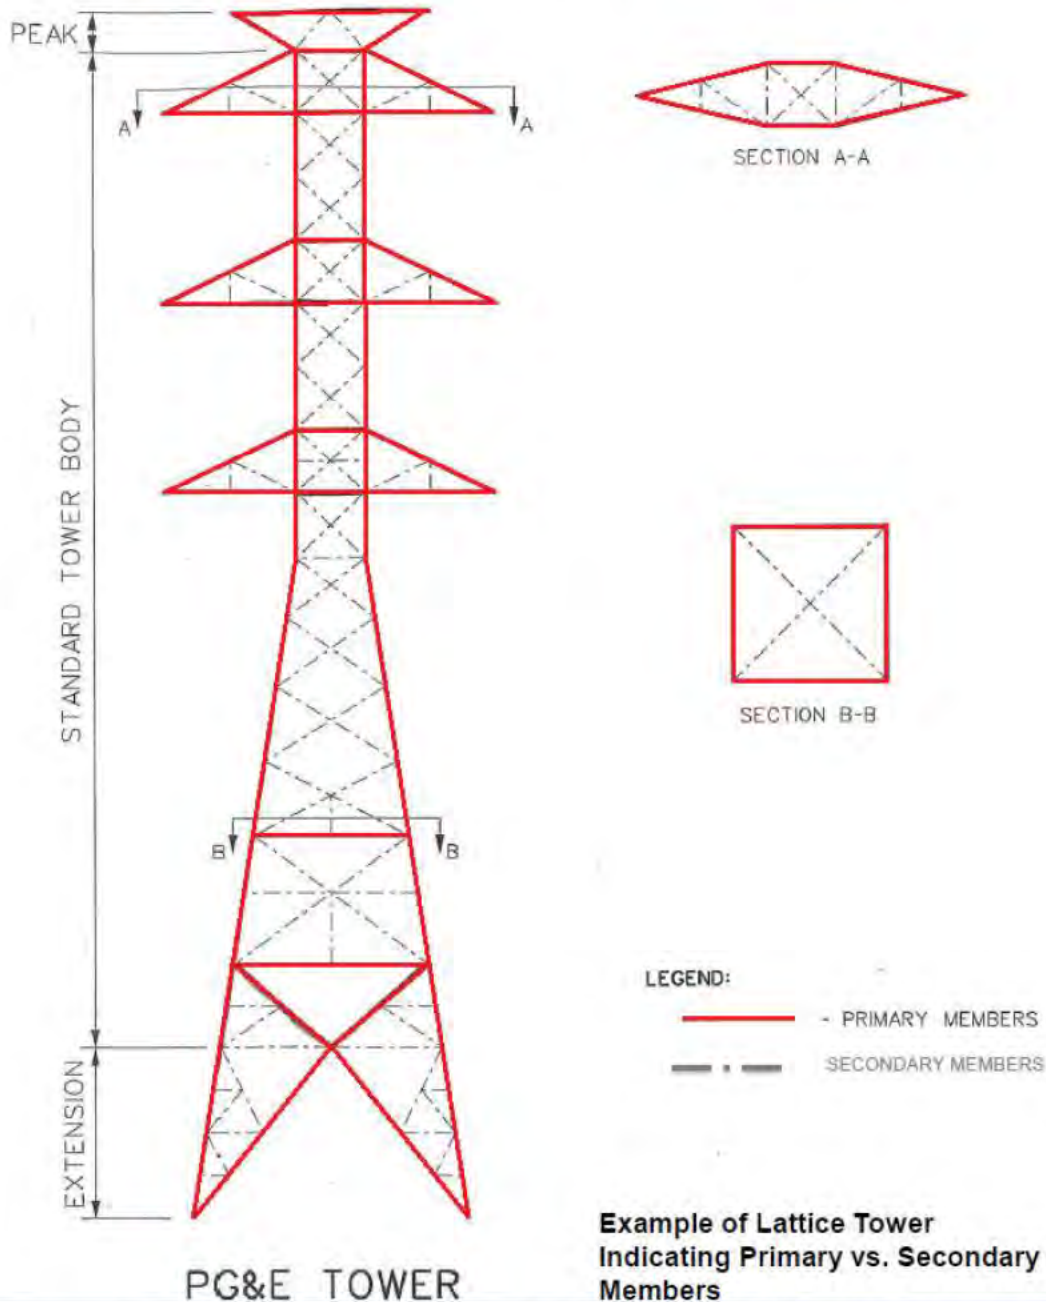 PEAK
A
A
SECTION A-A
STANDARD TOWER BODY
SECTION B-B
B
B
LEGEND:
- PRIMARY MEMBERS
SECONDARY MEMBERS
EXTENSION
Example of Lattice Tower
Indicating Primary vs. Secondary
Members
PG&E TOWER